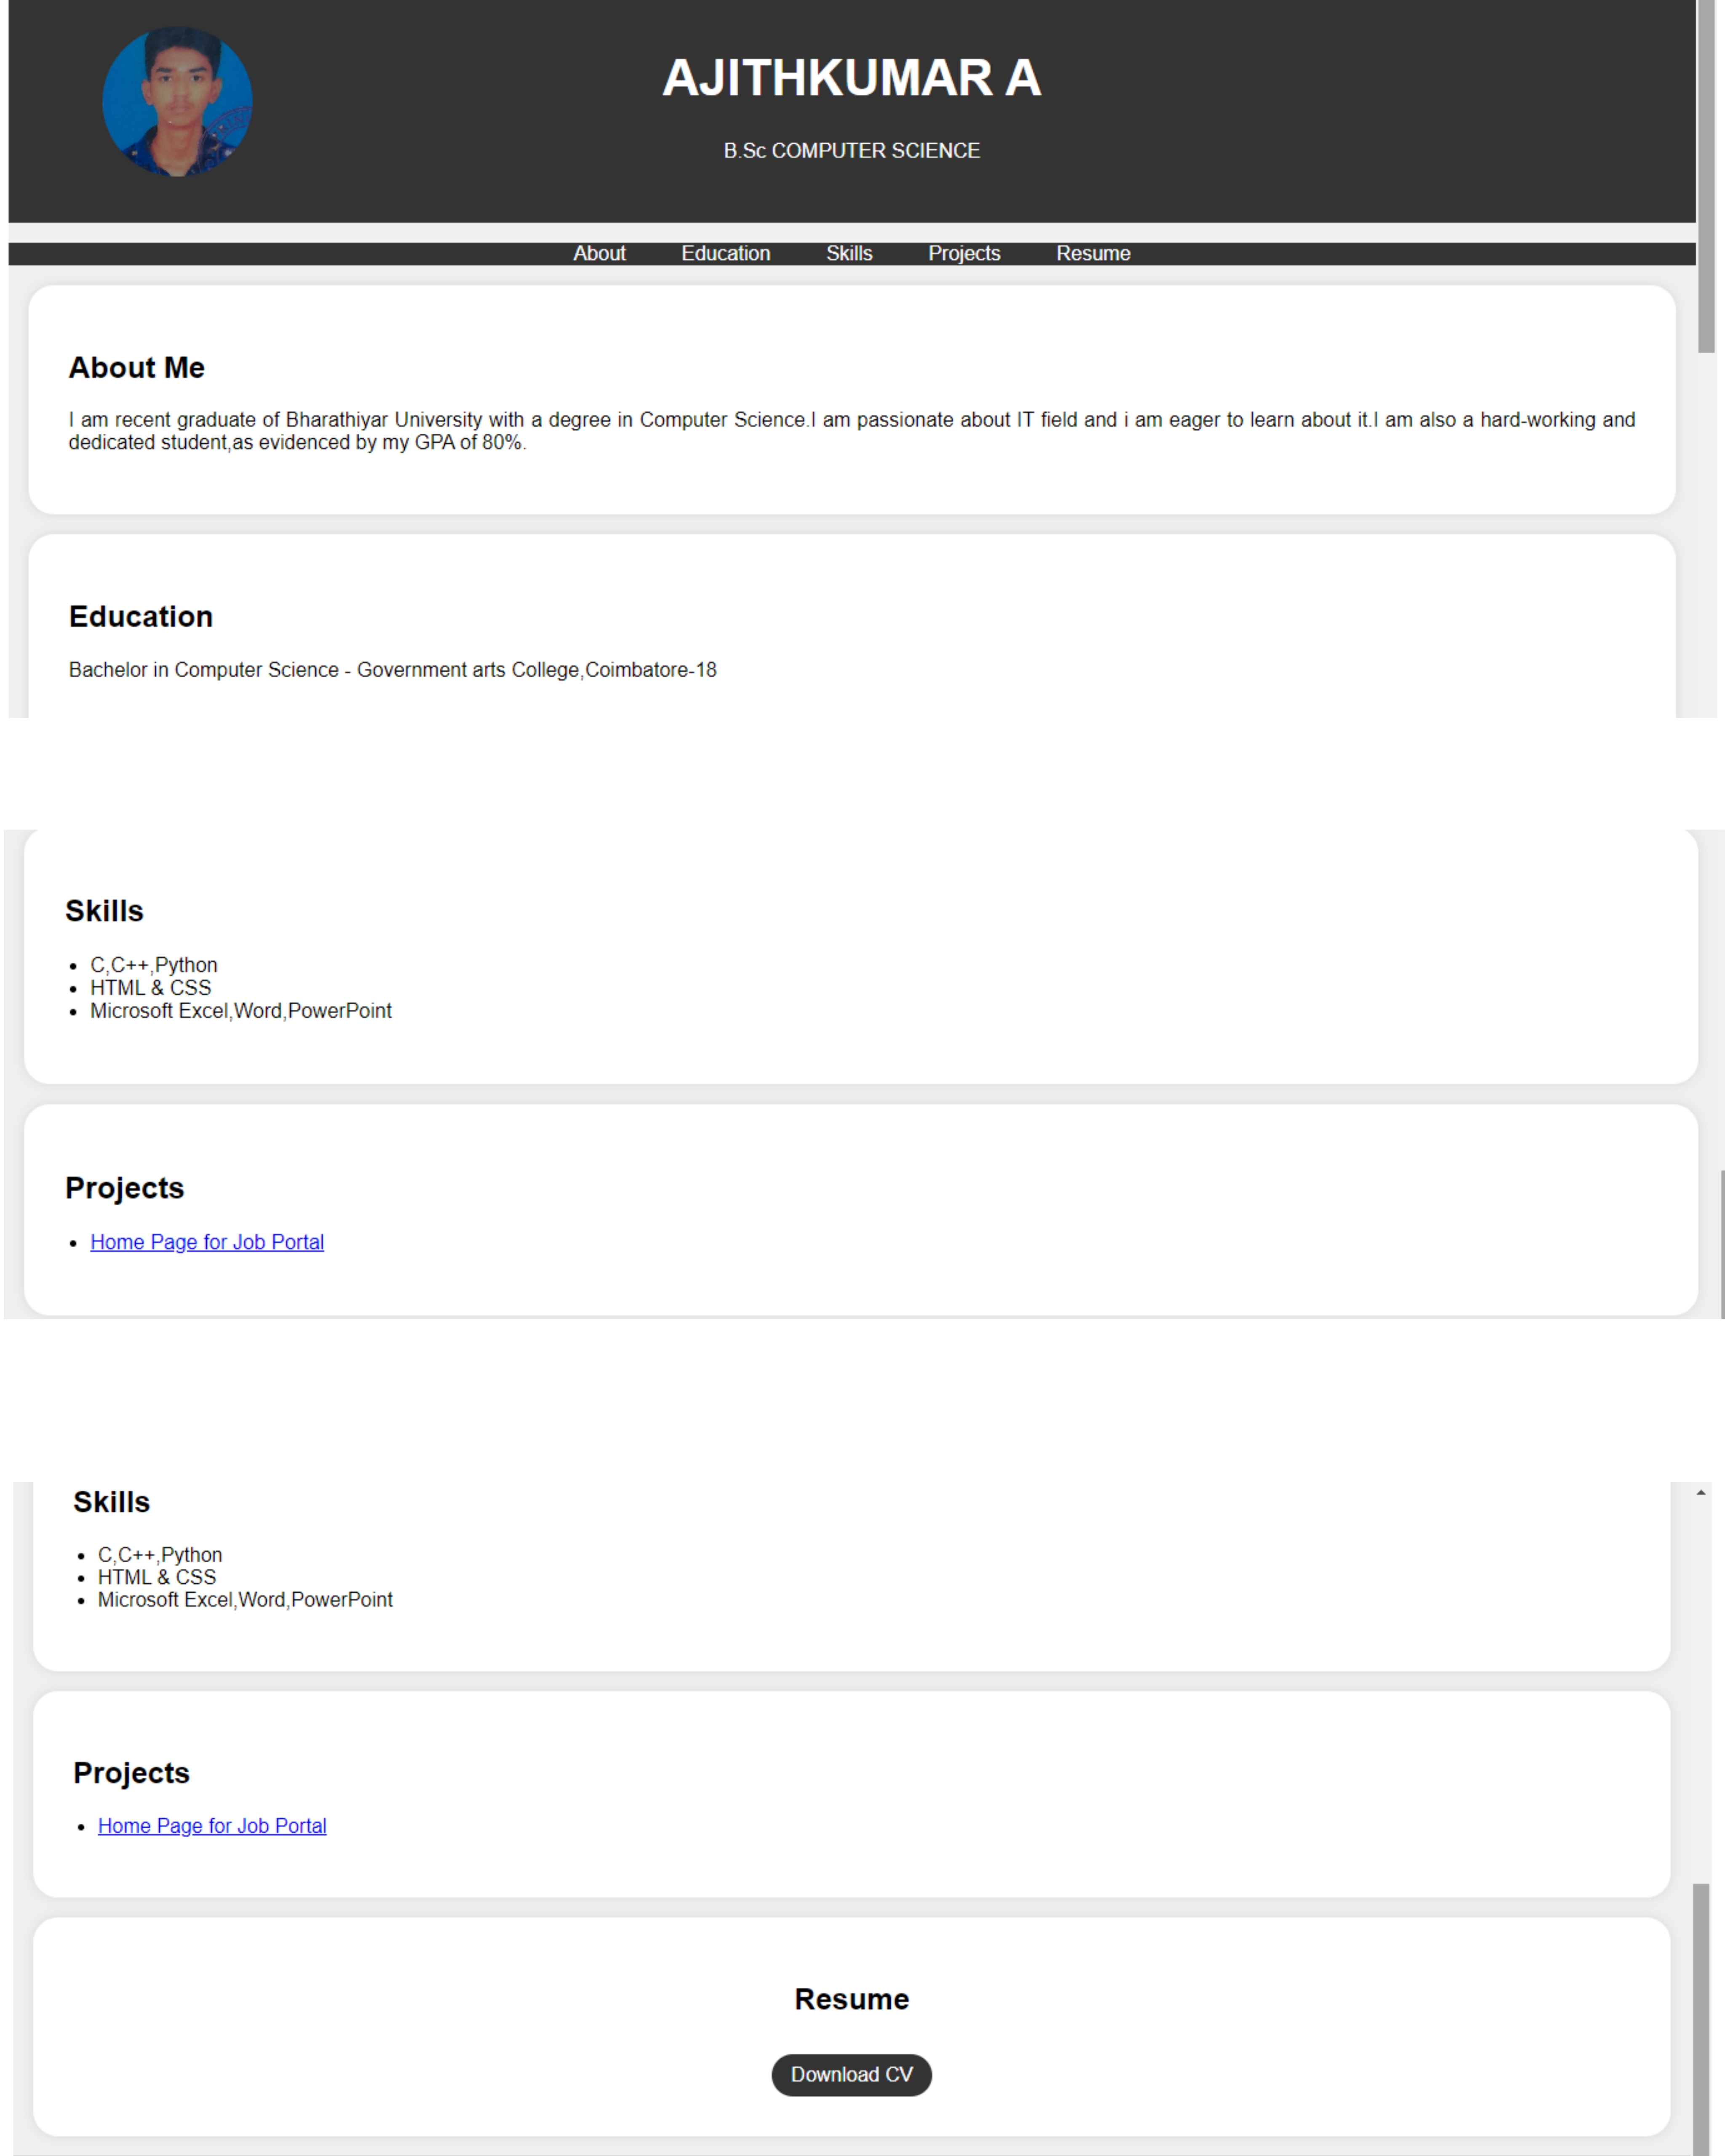 AJITHKUMAR A
B.Sc COMPUTER SCIENCE
About Education Skills Projects Resume
About Me
I am recent graduate of Bharathiyar University with a degree in Computer Science.I am passionate about IT field and i am eager to learn about it.I am also a hard-working and
dedicated student,as evidenced by my GPA of 80%.
Education
Bachelor in Computer Science - Government arts College,Coimbatore-18
Skills
C,C++,Python
HTML & CSS
Microsoft Excel,Word,PowerPoint
Projects
Home Page for Job Portal
Skills
C,C++,Python
HTML & CSS
Microsoft Excel,Word,PowerPoint
Projects
Home Page for Job Portal
Resume
Download CV